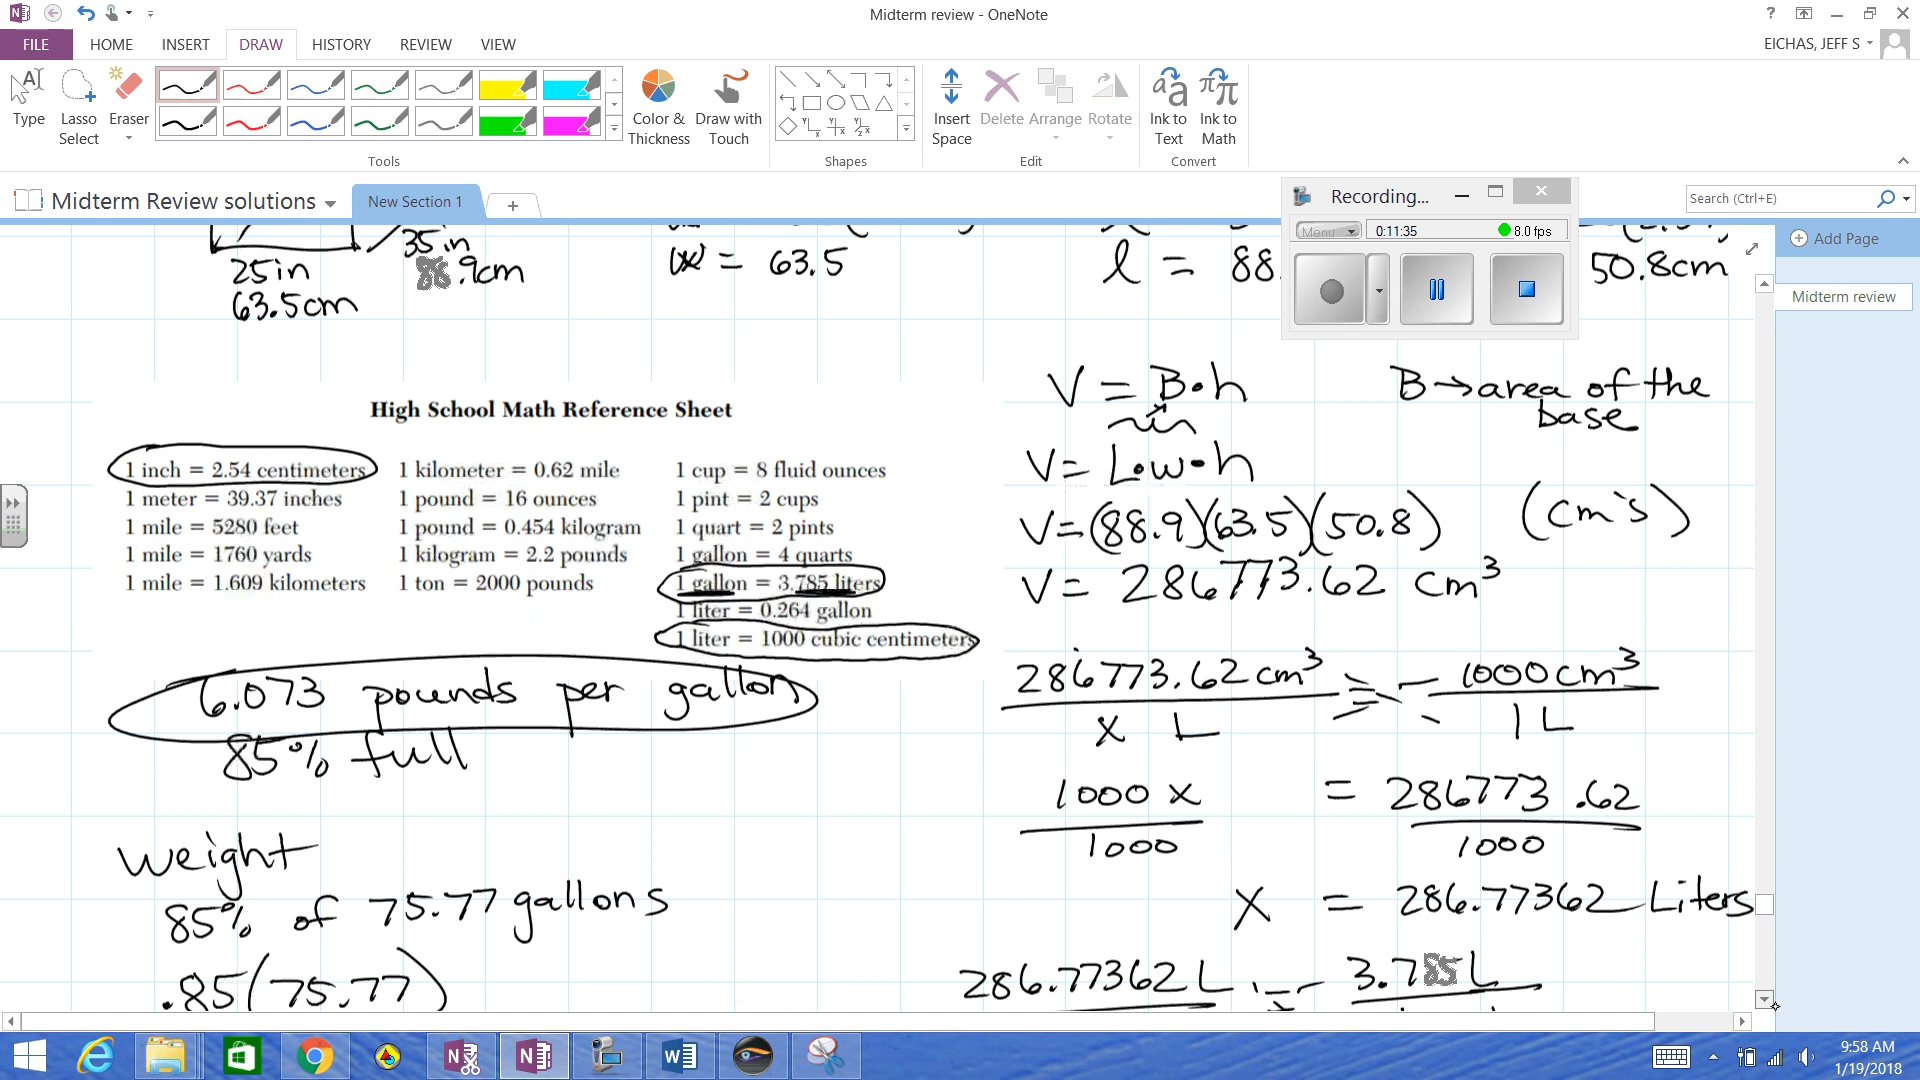 Midterm review - OneNote
FILE HOME INSERT DRAW HISTORY REVIEW VIEW
EICHAS, JEFF S
Type
Lasso Select
Eraser
Color & Thickness
Draw with Touch
Insert Space
Delete
Arrange
Rotate
Ink to Text
Ink to Math
Tools
Shapes
Edit
Convert
Midterm Review solutions
New Section 1
Search (Ctrl+E)
Add Page
Midterm review
Recording...
Menu
0:11:35
8.0 fps
35in
25in
88.9cm
63.5cm
w = 63.5
l = 88.
50.8cm
High School Math Reference Sheet
1 inch = 2.54 centimeters
1 meter = 39.37 inches
1 mile = 5280 feet
1 mile = 1760 yards
1 mile = 1.609 kilometers
1 kilometer = 0.62 mile
1 pound = 16 ounces
1 pound = 0.454 kilogram
1 kilogram = 2.2 pounds
1 ton = 2000 pounds
1 cup = 8 fluid ounces
1 pint = 2 cups
1 quart = 2 pints
1 gallon = 4 quarts
1 gallon = 3.785 liters
1 liter = 0.264 gallon
1 liter = 1000 cubic centimeters
6.073 pounds per gallon
85% full
weight
85% of 75.77 gallons
.85(75.77)
V = B•h
B→area of the
base
V= L•w•h
V=(88.9)(63.5)(50.8) (cm's)
V= 286773.62 cm³
286773.62 cm³ = 1000cm³
x L 1 L
1000 x = 286773.62
1000 1000
x = 286.77362 Liters
286.77362 L = 3.785 L
9:58 AM
1/19/2018